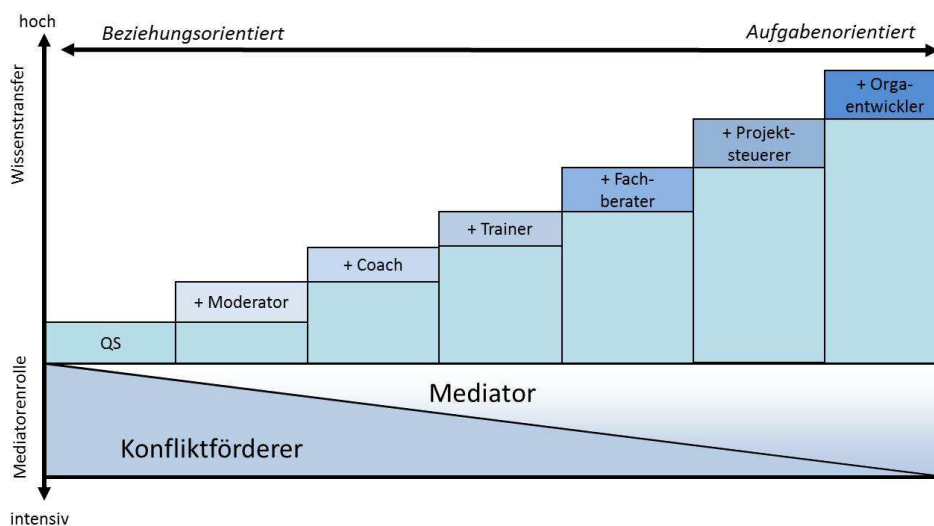 hoch
Beziehungsorientiert
Aufgabenorientiert
Wissenstransfer
+ Orga-
entwickler
+ Projekt-
steuerer
+ Fach-
berater
+ Trainer
+ Coach
+ Moderator
QS
Mediatorenrolle
Mediator
Konfliktförderer
intensiv